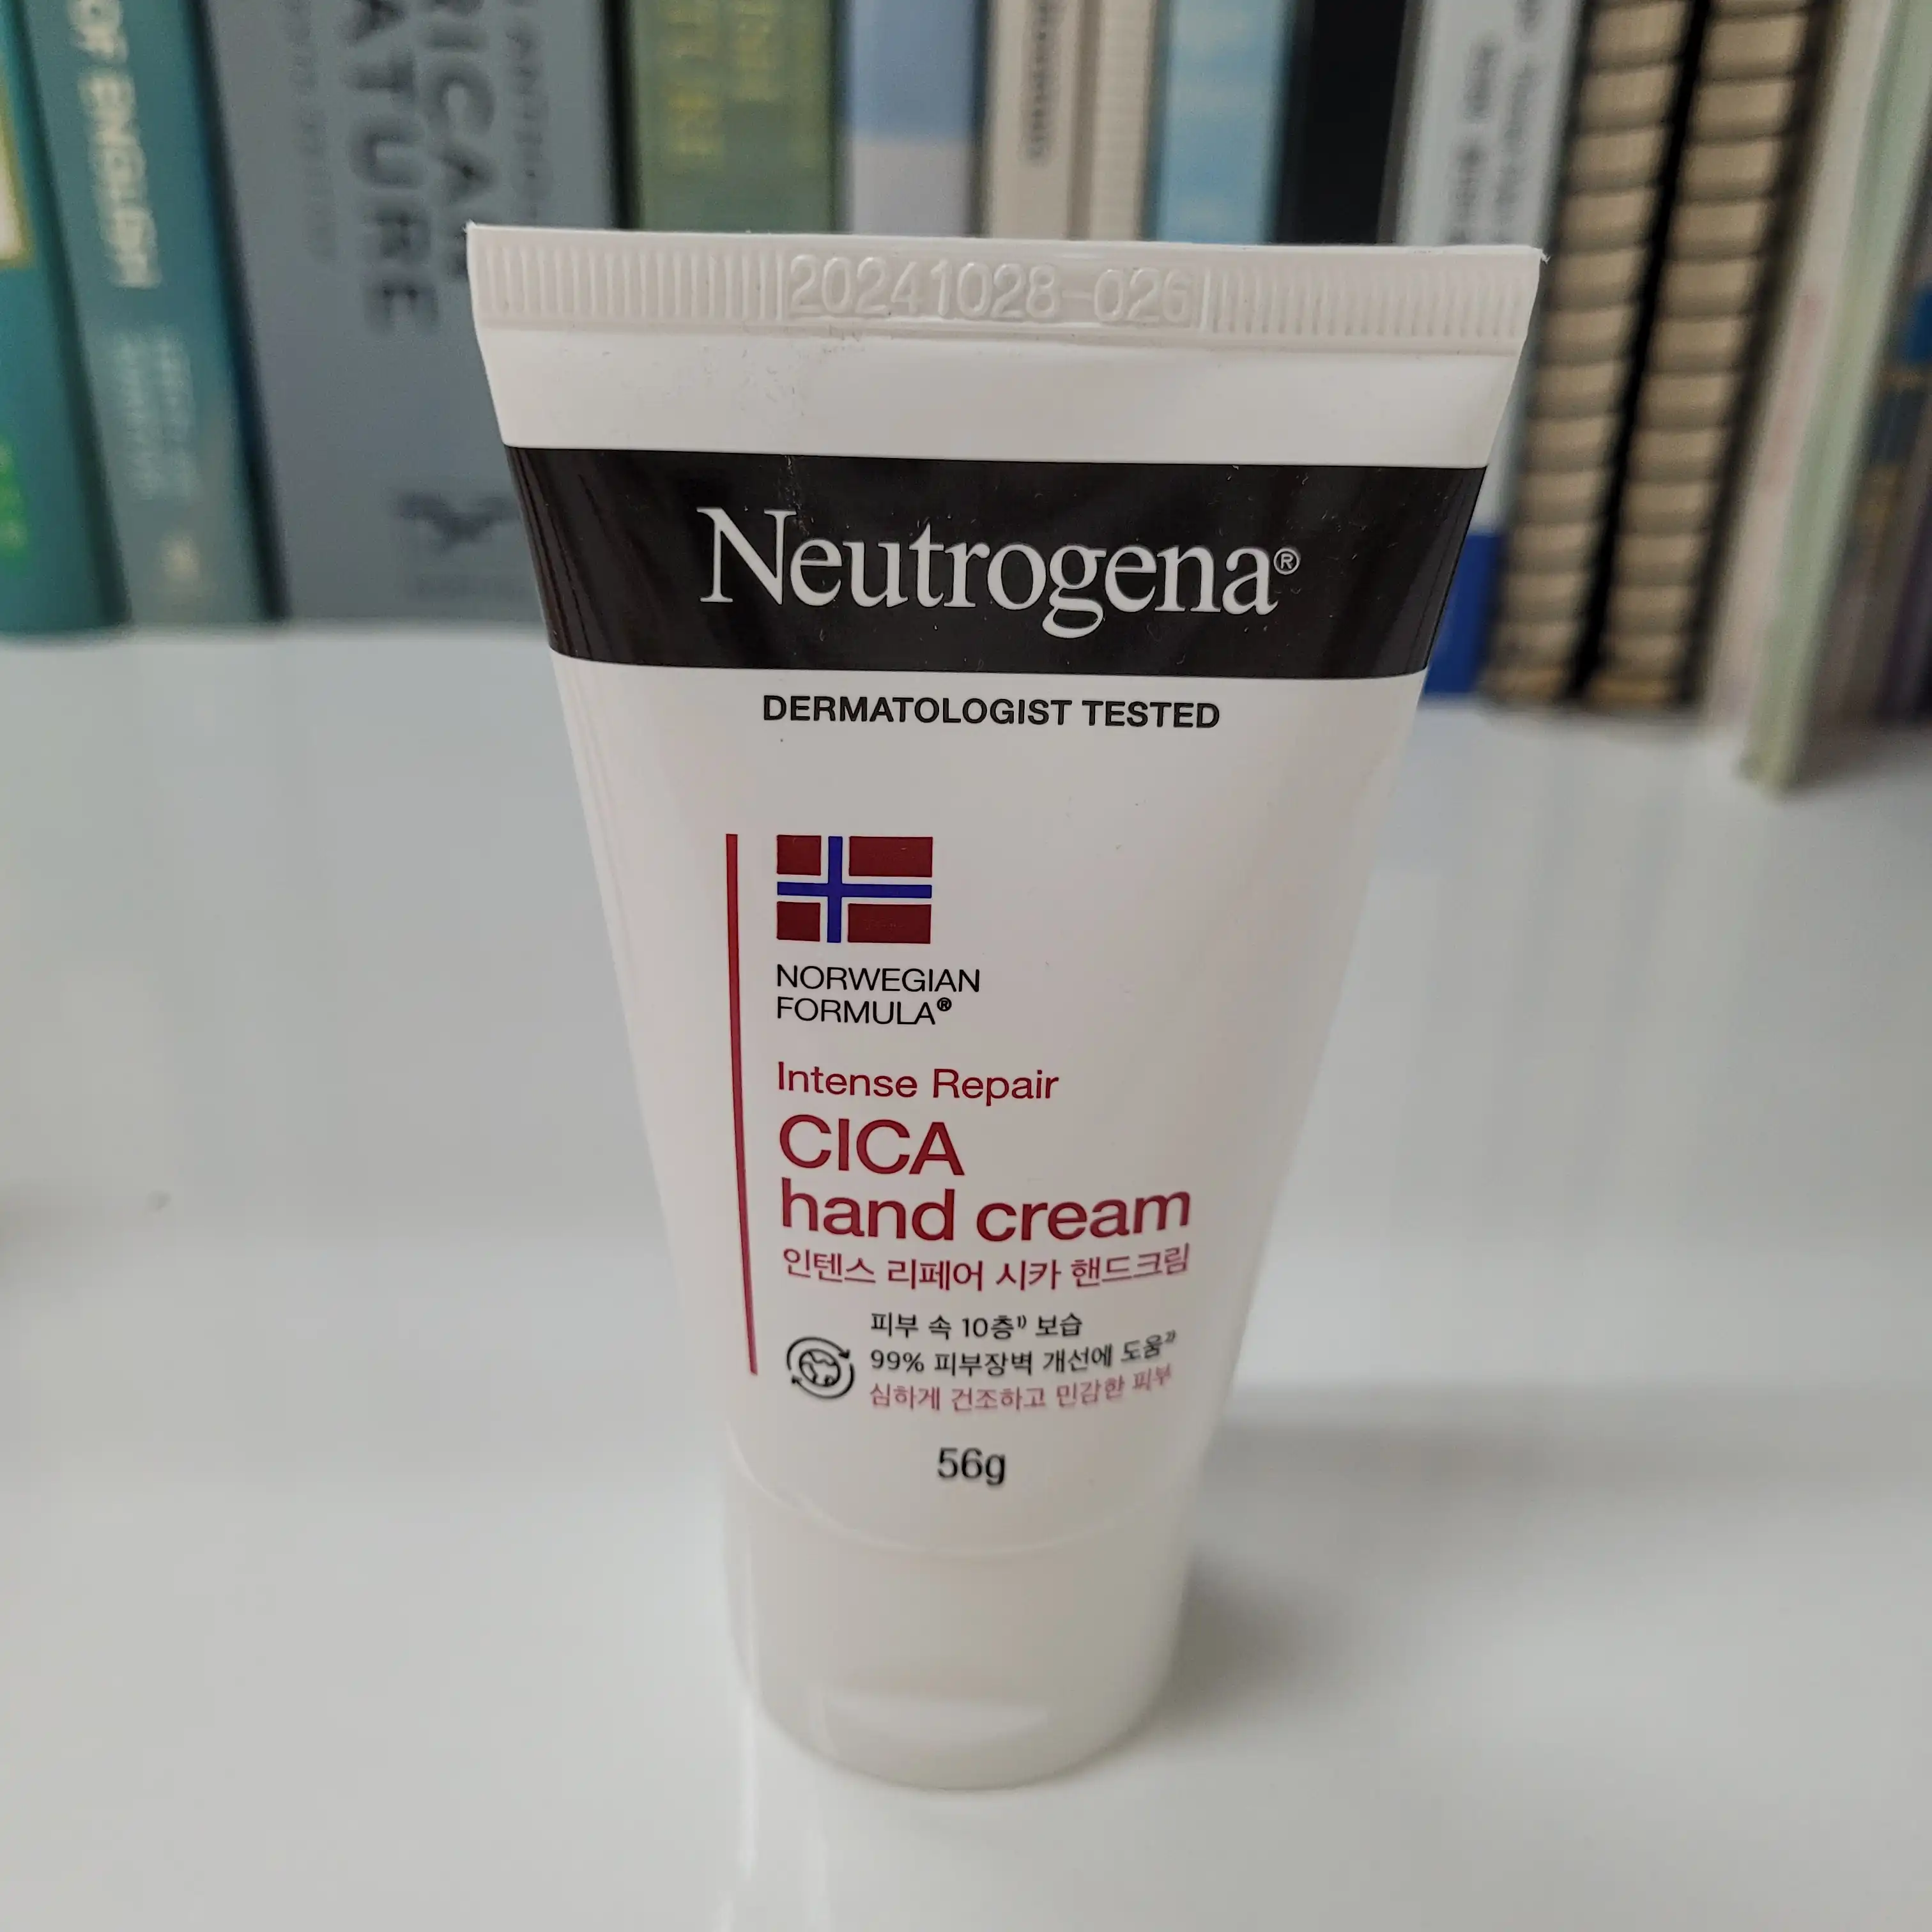 OF ENGLISH
20241028-026
Neutrogena®
DERMATOLOGIST TESTED
NORWEGIAN
FORMULA®
Intense Repair
CICA
hand cream
인텐스 리페어 시카 핸드크림
피부 속 10층¹⁾ 보습
99% 피부장벽 개선에 도움²⁾
심하게 건조하고 민감한 피부
56g